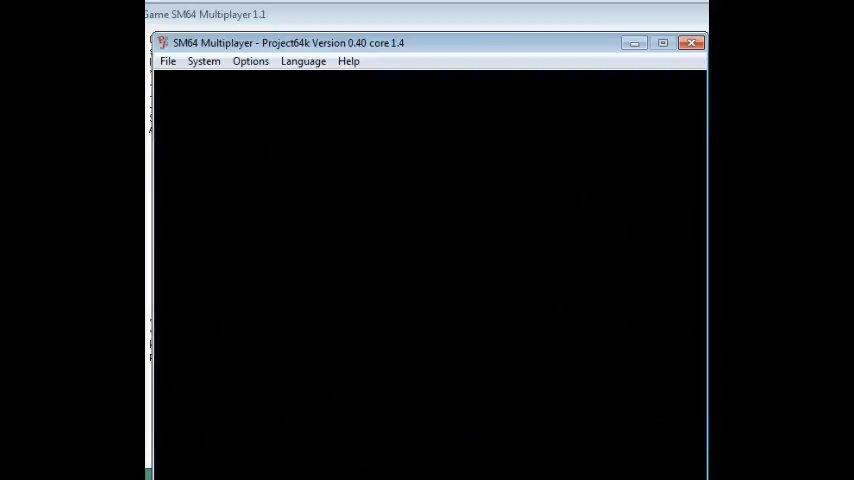 Game SM64 Multiplayer 1.1
SM64 Multiplayer - Project64k Version 0.40 core 1.4
File System Options Language Help